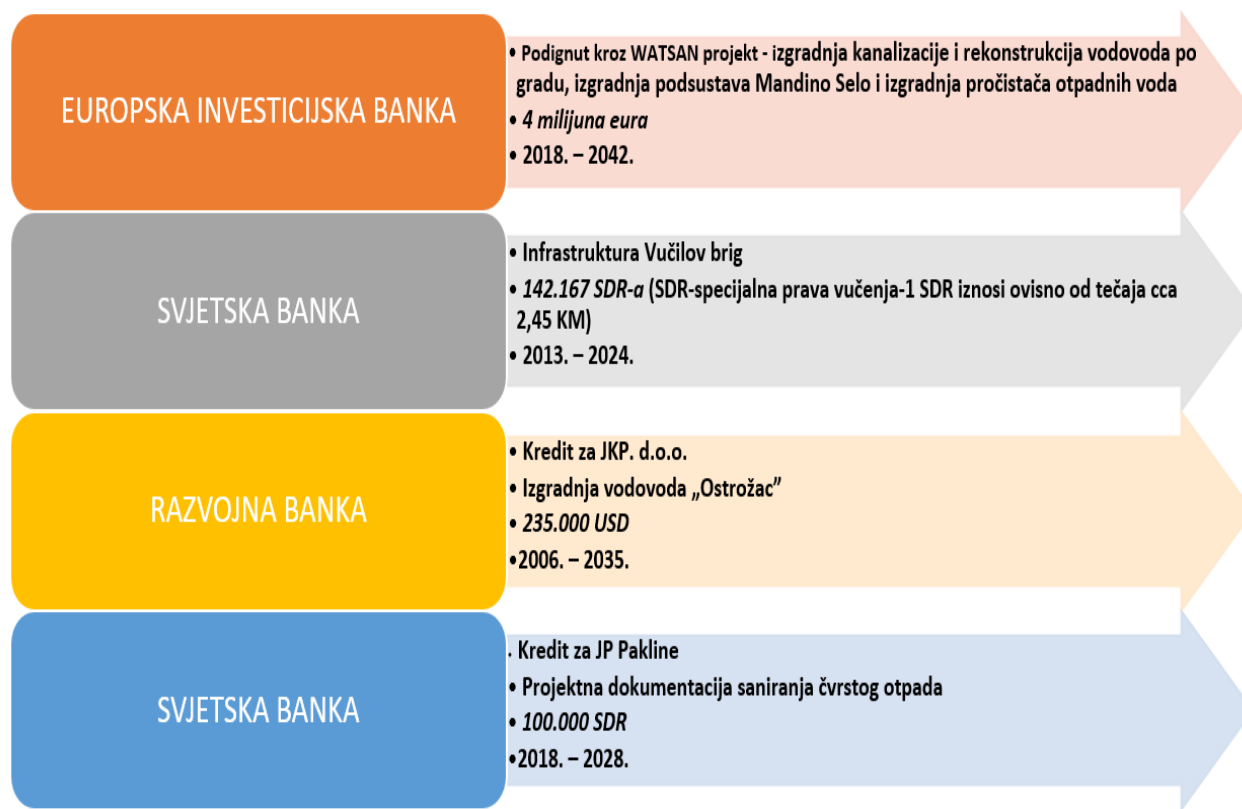 EUROPSKA INVESTICIJSKA BANKA
• Podignut kroz WATSAN projekt - izgradnja kanalizacije i rekonstrukcija vodovoda po
gradu, izgradnja podsustava Mandino Selo i izgradnja pročistača otpadnih voda
• 4 milijuna eura
• 2018. – 2042.
SVJETSKA BANKA
• Infrastruktura Vučilov brig
• 142.167 SDR-a (SDR-specijalna prava vučenja-1 SDR iznosi ovisno od tečaja cca
2,45 KM)
• 2013. – 2024.
RAZVOJNA BANKA
• Kredit za JKP. d.o.o.
• Izgradnja vodovoda „Ostrožac”
• 235.000 USD
•2006. – 2035.
SVJETSKA BANKA
. Kredit za JP Pakline
• Projektna dokumentacija saniranja čvrstog otpada
• 100.000 SDR
•2018. – 2028.